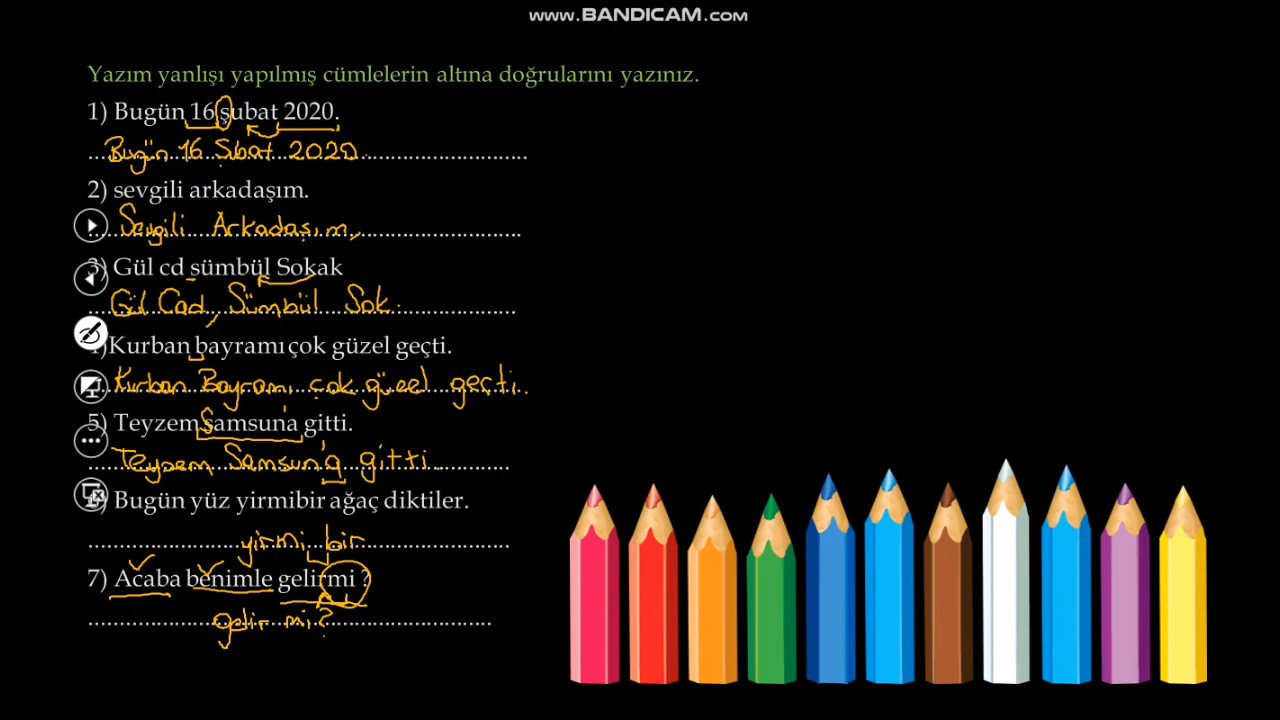 www.BANDICAM.com
Yazım yanlışı yapılmış cümlelerin altına doğrularını yazınız.
1) Bugün 16 şubat 2020.
Bugün 16 Şubat 2020.
2) sevgili arkadaşım.
Sevgili Arkadaşım,
3) Gül cd sümbül Sokak
Gül Cad, Sümbül Sok.
4)Kurban bayramı çok güzel geçti.
Kurban Bayramı çok güzel geçti.
5) Teyzem Samsun'a gitti.
Teyzem Samsun'a gitti.
6) Bugün yüz yirmibir ağaç diktiler.
yirmi bir
7) Acaba benimle gelirmi ?
gelir mi?